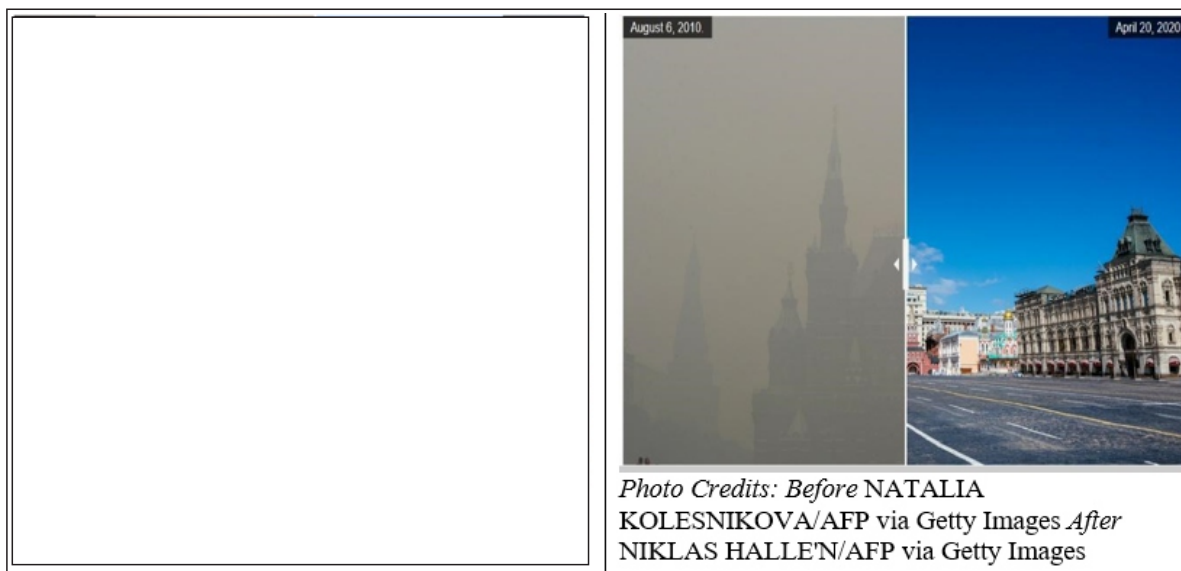 August 6, 2010.
April 20, 2020
Photo Credits: Before NATALIA
KOLESNIKOVA/AFP via Getty Images After
NIKLAS HALLE'N/AFP via Getty Images